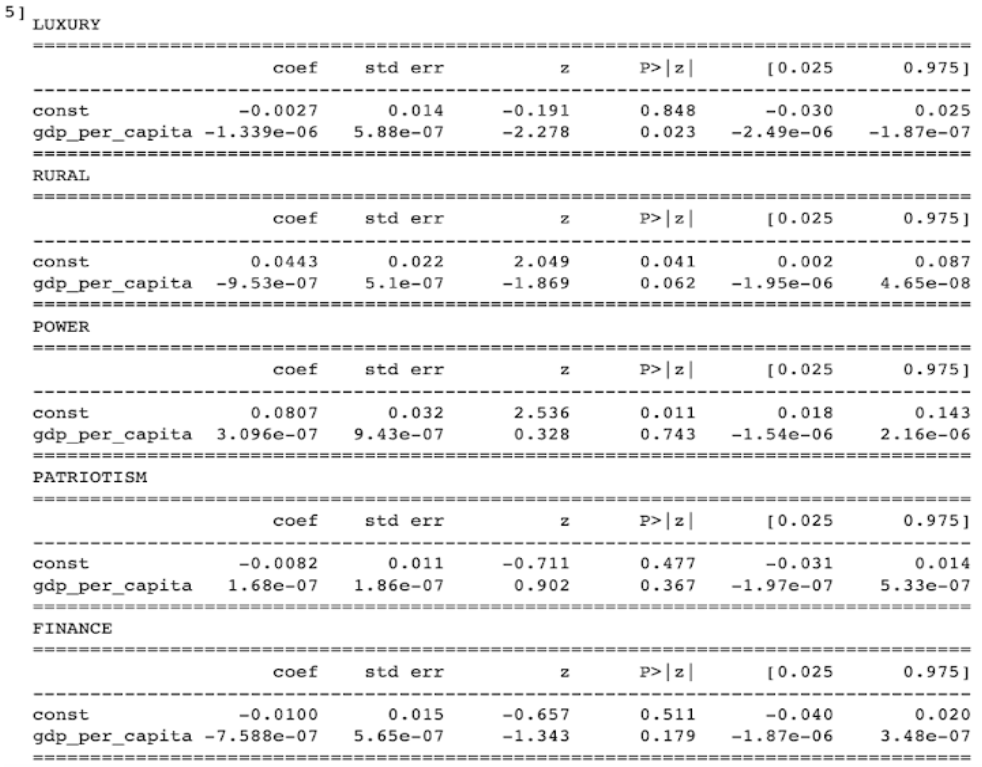 5]
LUXURY
==============================================================================
coef std err z P>|z| [0.025 0.975]
------------------------------------------------------------------------------
const -0.0027 0.014 -0.191 0.848 -0.030 0.025
gdp_per_capita -1.339e-06 5.88e-07 -2.278 0.023 -2.49e-06 -1.87e-07
==============================================================================
RURAL
==============================================================================
coef std err z P>|z| [0.025 0.975]
------------------------------------------------------------------------------
const 0.0443 0.022 2.049 0.041 0.002 0.087
gdp_per_capita -9.53e-07 5.1e-07 -1.869 0.062 -1.95e-06 4.65e-08
==============================================================================
POWER
==============================================================================
coef std err z P>|z| [0.025 0.975]
------------------------------------------------------------------------------
const 0.0807 0.032 2.536 0.011 0.018 0.143
gdp_per_capita 3.096e-07 9.43e-07 0.328 0.743 -1.54e-06 2.16e-06
==============================================================================
PATRIOTISM
==============================================================================
coef std err z P>|z| [0.025 0.975]
------------------------------------------------------------------------------
const -0.0082 0.011 -0.711 0.477 -0.031 0.014
gdp_per_capita 1.68e-07 1.86e-07 0.902 0.367 -1.97e-07 5.33e-07
==============================================================================
FINANCE
==============================================================================
coef std err z P>|z| [0.025 0.975]
------------------------------------------------------------------------------
const -0.0100 0.015 -0.657 0.511 -0.040 0.020
gdp_per_capita -7.588e-07 5.65e-07 -1.343 0.179 -1.87e-06 3.48e-07
==============================================================================